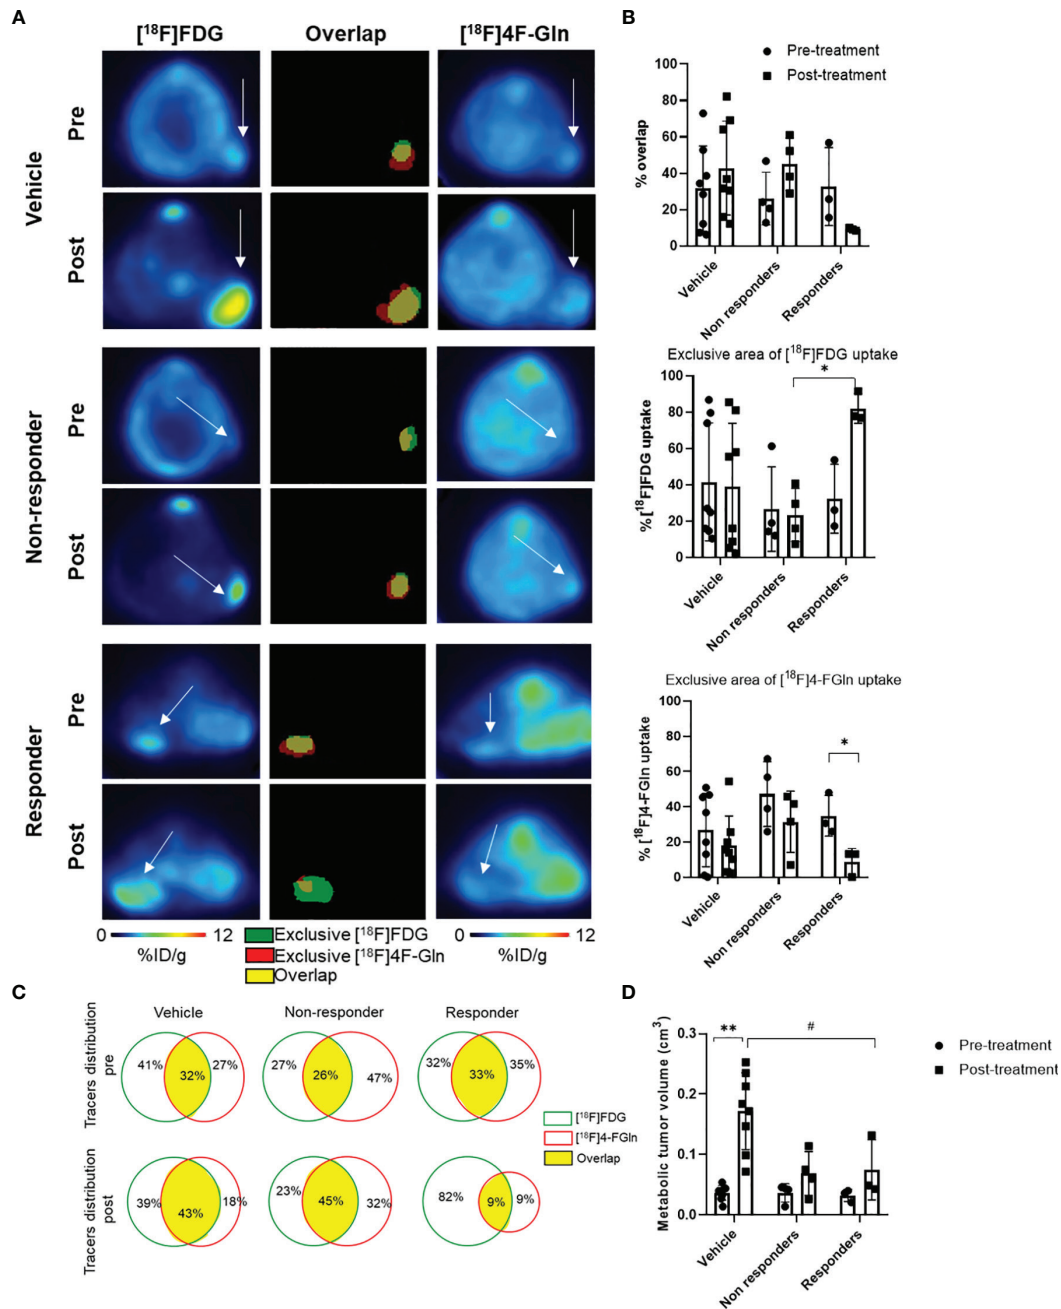 A
[¹⁸F]FDG
Overlap
[¹⁸F]4F-Gln
Vehicle
Pre
Post
Non-responder
Pre
Post
Responder
Pre
Post
0 12
%ID/g
Exclusive [¹⁸F]FDG
Exclusive [¹⁸F]4F-Gln
Overlap
0 12
%ID/g
B
Pre-treatment
Post-treatment
% overlap
100
80
60
40
20
0
Vehicle
Non responders
Responders
Exclusive area of [¹⁸F]FDG uptake
*
% [¹⁸F]FDG uptake
100
80
60
40
20
0
Vehicle
Non responders
Responders
Exclusive area of [¹⁸F]4-FGln uptake
*
% [¹⁸F]4-FGln uptake
100
80
60
40
20
0
Vehicle
Non responders
Responders
C
Vehicle
Non-responder
Responder
Tracers distribution
pre
41% 32% 27%
27% 26% 47%
32% 33% 35%
[¹⁸F]FDG
[¹⁸F]4-FGln
Overlap
Tracers distribution
post
39% 43% 18%
23% 45% 32%
82% 9% 9%
D
Pre-treatment
Post-treatment
** #
Metabolic tumor volume (cm³)
0.3
0.2
0.1
0.0
Vehicle
Non responders
Responders